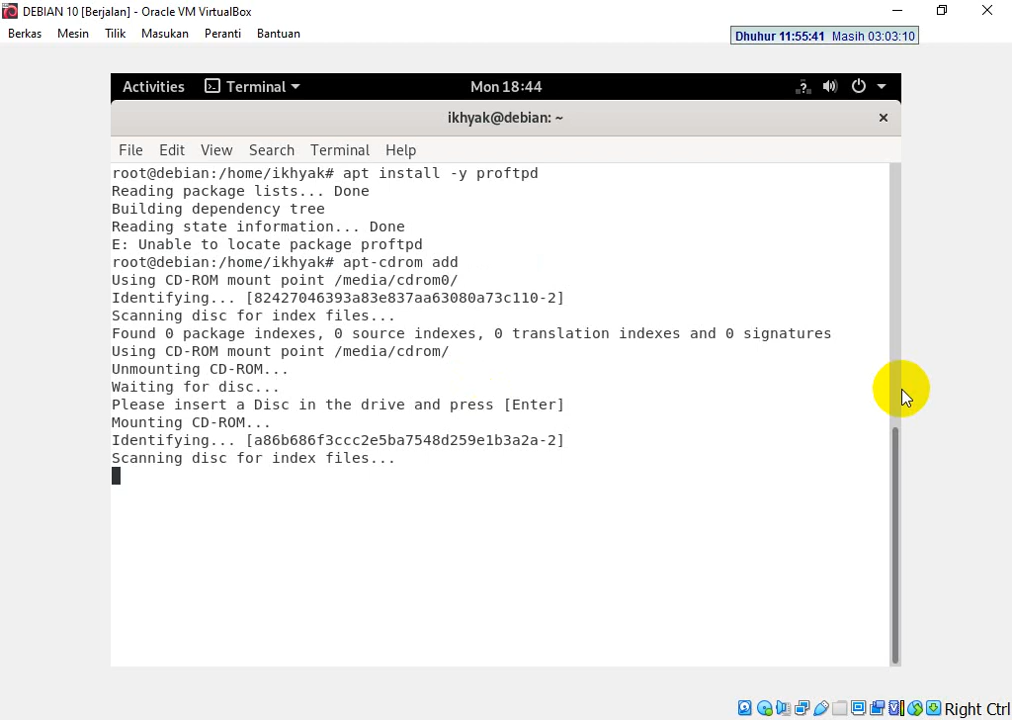 DEBIAN 10 [Berjalan] - Oracle VM VirtualBox
Berkas Mesin Tilik Masukan Peranti Bantuan
Dhuhur 11:55:41 Masih 03:03:10
Activities Terminal Mon 18:44
ikhyak@debian: ~
File Edit View Search Terminal Help
root@debian:/home/ikhyak# apt install -y proftpd
Reading package lists... Done
Building dependency tree
Reading state information... Done
E: Unable to locate package proftpd
root@debian:/home/ikhyak# apt-cdrom add
Using CD-ROM mount point /media/cdrom0/
Identifying... [82427046393a83e837aa63080a73c110-2]
Scanning disc for index files...
Found 0 package indexes, 0 source indexes, 0 translation indexes and 0 signatures
Using CD-ROM mount point /media/cdrom/
Unmounting CD-ROM...
Waiting for disc...
Please insert a Disc in the drive and press [Enter]
Mounting CD-ROM...
Identifying... [a86b686f3ccc2e5ba7548d259e1b3a2a-2]
Scanning disc for index files...
Right Ctrl